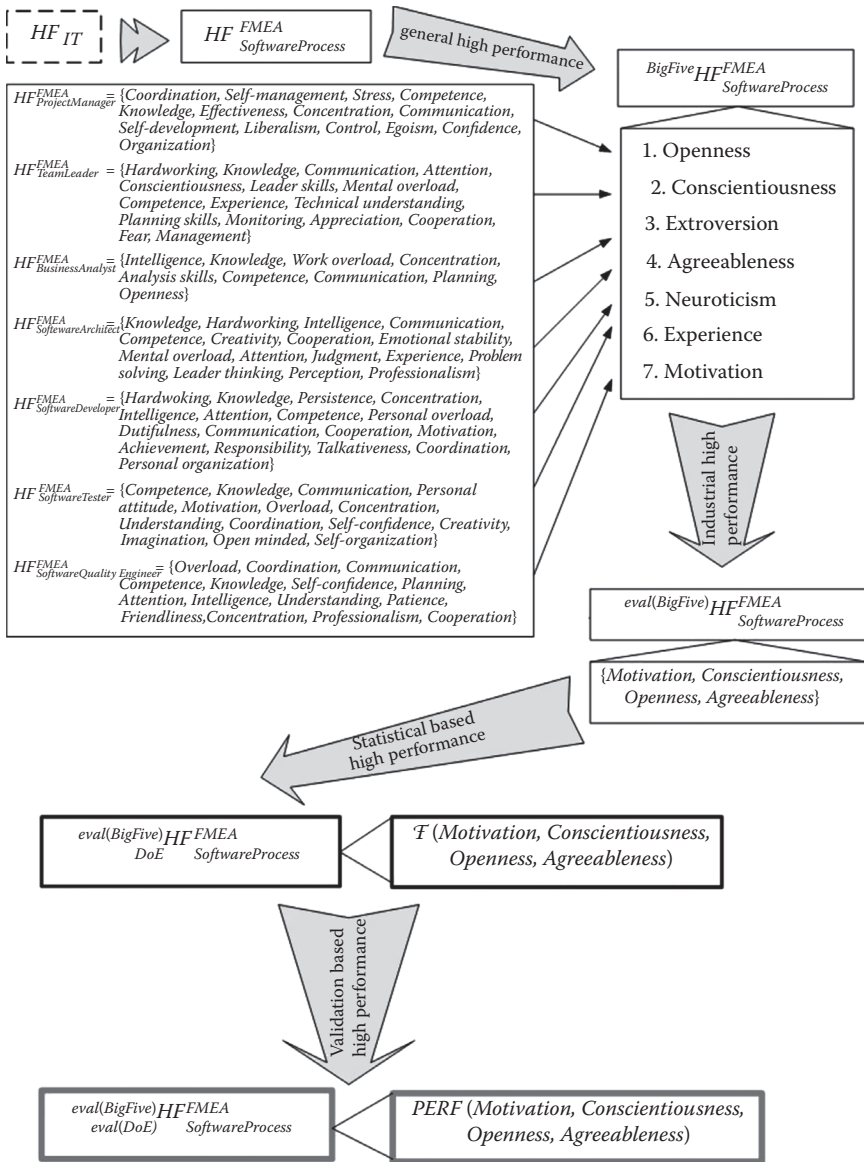 HF IT
HF FMEA SoftwareProcess
general high performance
BigFive HF FMEA SoftwareProcess
HF FMEA ProjectManager = {Coordination, Self-management, Stress, Competence,
Knowledge, Effectiveness, Concentration, Communication,
Self-development, Liberalism, Control, Egoism, Confidence,
Organization}
HF FMEA TeamLeader = {Hardworking, Knowledge, Communication, Attention,
Conscientiousness, Leader skills, Mental overload,
Competence, Experience, Technical understanding,
Planning skills, Monitoring, Appreciation, Cooperation,
Fear, Management}
HF FMEA BusinessAnalyst = {Intelligence, Knowledge, Work overload, Concentration,
Analysis skills, Competence, Communication, Planning,
Openness}
HF FMEA SoftewareArchitect = {Knowledge, Hardworking, Intelligence, Communication,
Competence, Creativity, Cooperation, Emotional stability,
Mental overload, Attention, Judgment, Experience, Problem
solving, Leader thinking, Perception, Professionalism}
HF FMEA SoftwareDeveloper = {Hardwoking, Knowledge, Persistence, Concentration,
Intelligence, Attention, Competence, Personal overload,
Dutifulness, Communication, Cooperation, Motivation,
Achievement, Responsibility, Talkativeness, Coordination,
Personal organization}
HF FMEA SoftwareTester = {Competence, Knowledge, Communication, Personal
attitude, Motivation, Overload, Concentration,
Understanding, Coordination, Self-confidence, Creativity,
Imagination, Open minded, Self-organization}
HF FMEA SoftwareQuality Engineer = {Overload, Coordination, Communication,
Competence, Knowledge, Self-confidence, Planning,
Attention, Intelligence, Understanding, Patience,
Friendliness,Concentration, Professionalism, Cooperation}
1. Openness
2. Conscientiousness
3. Extroversion
4. Agreeableness
5. Neuroticism
6. Experience
7. Motivation
Industrial high
performance
eval(BigFive) HF FMEA SoftwareProcess
{Motivation, Conscientiousness,
Openness, Agreeableness}
Statistical based
high performance
eval(BigFive) DoE HF FMEA SoftwareProcess
F (Motivation, Conscientiousness,
Openness, Agreeableness)
Validation based
high performance
eval(BigFive) eval(DoE) HF FMEA SoftwareProcess
PERF (Motivation, Conscientiousness,
Openness, Agreeableness)